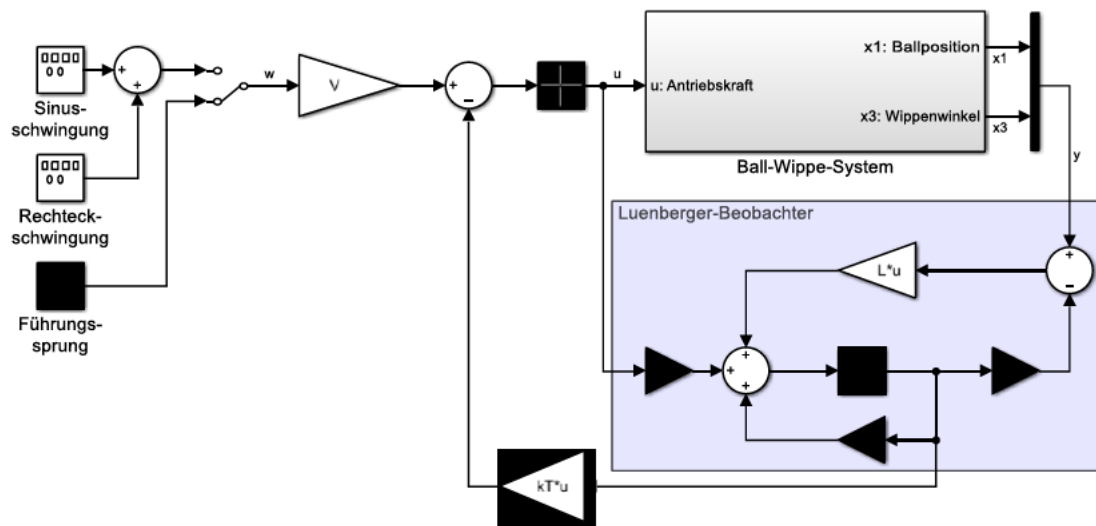 Sinus-
schwingung
Rechteck-
schwingung
Führungs-
sprung
+
+
w
V
+
-
u
u: Antriebskraft
x1: Ballposition
x3: Wippenwinkel
Ball-Wippe-System
x1
x3
y
Luenberger-Beobachter
L*u
+
-
+
+
+
kT*u